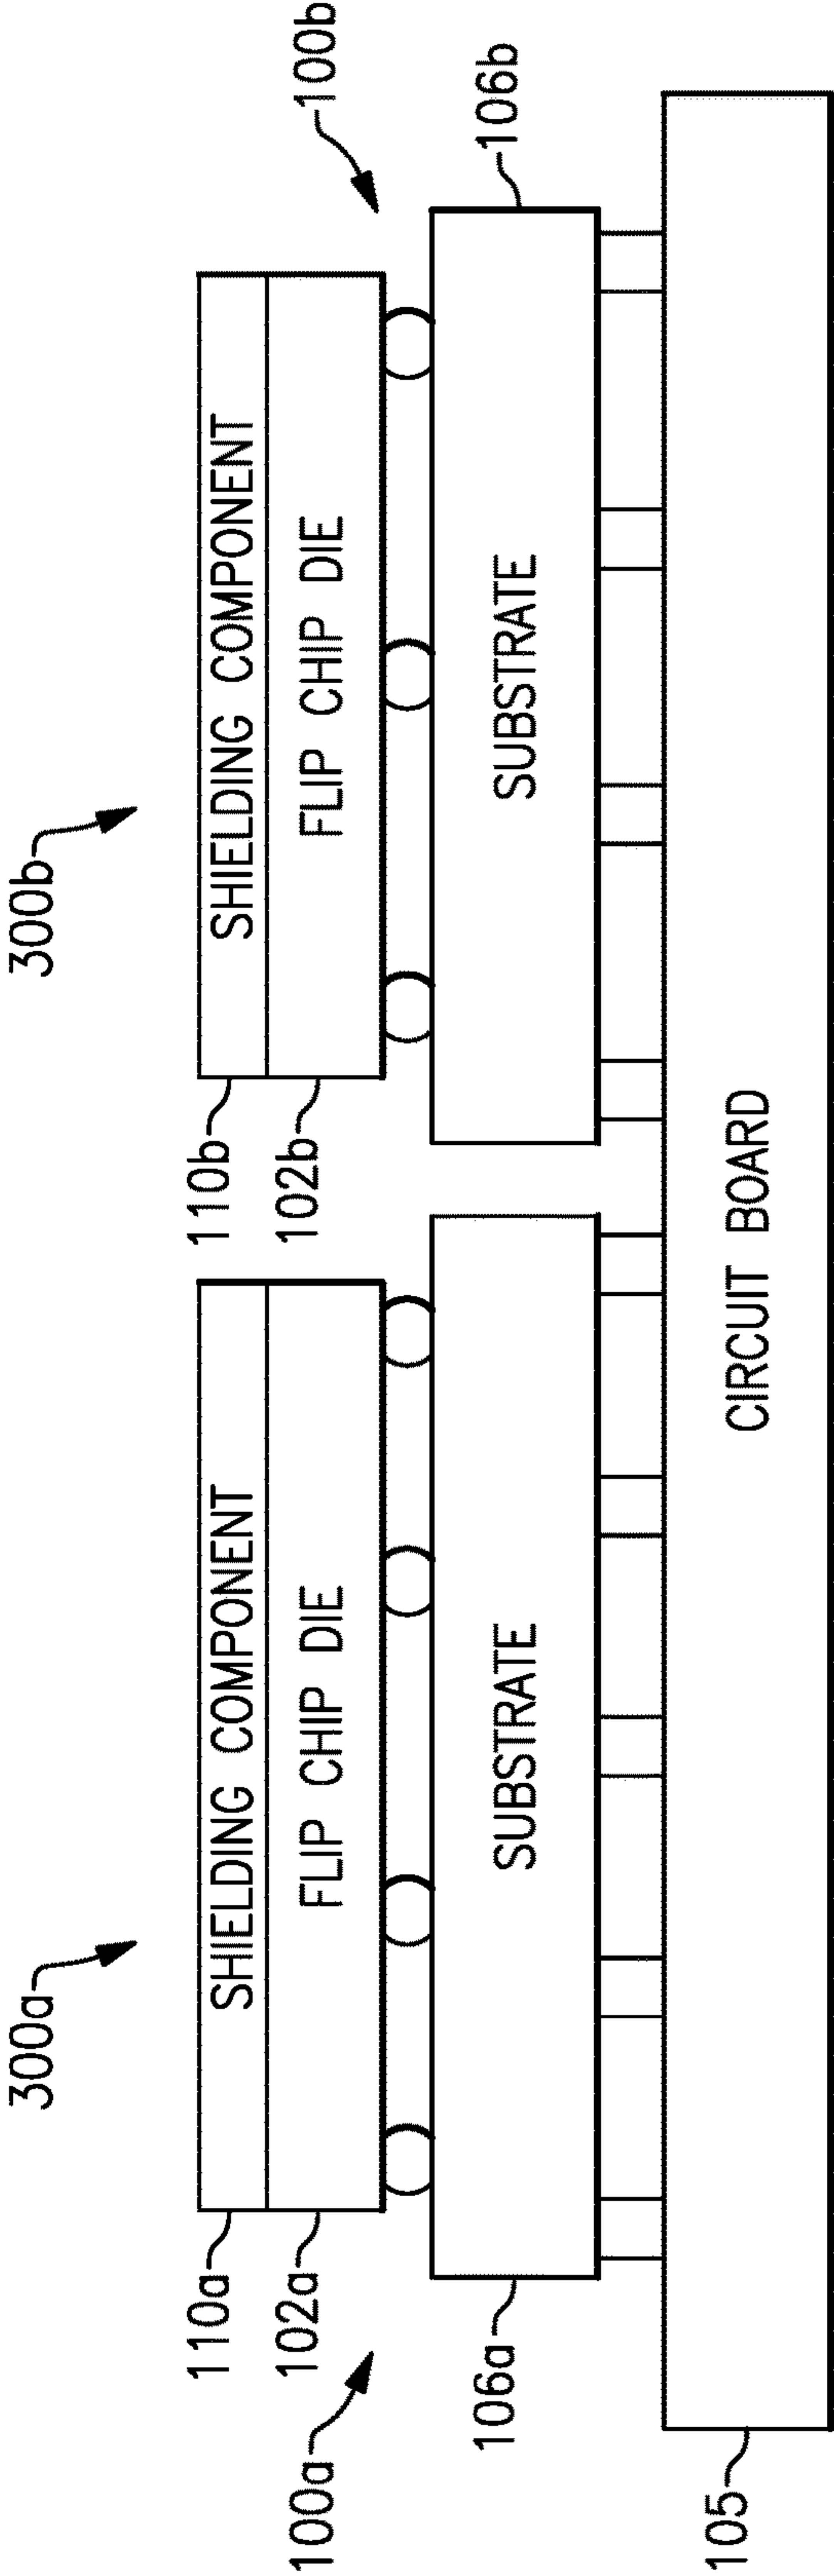 300a
300b
100a
100b
110a
SHIELDING COMPONENT
110b
SHIELDING COMPONENT
102a
FLIP CHIP DIE
102b
FLIP CHIP DIE
106a
SUBSTRATE
SUBSTRATE
106b
105
CIRCUIT BOARD